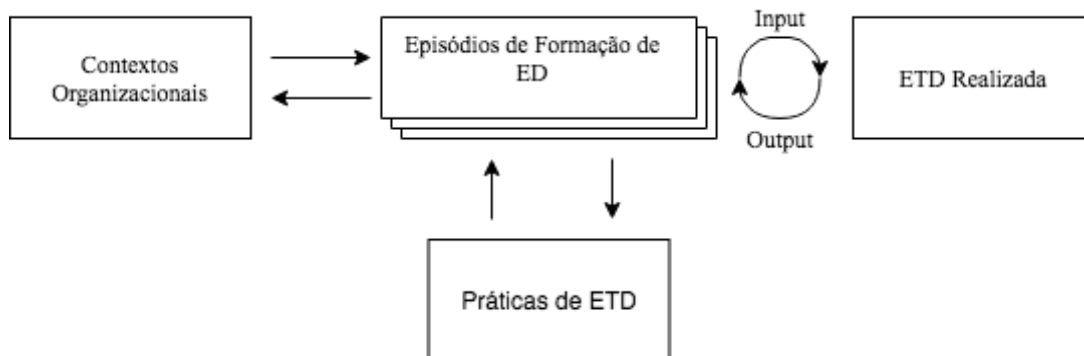 Contextos
Organizacionais
Episódios de Formação de
ED
Input
Output
ETD Realizada
Práticas de ETD